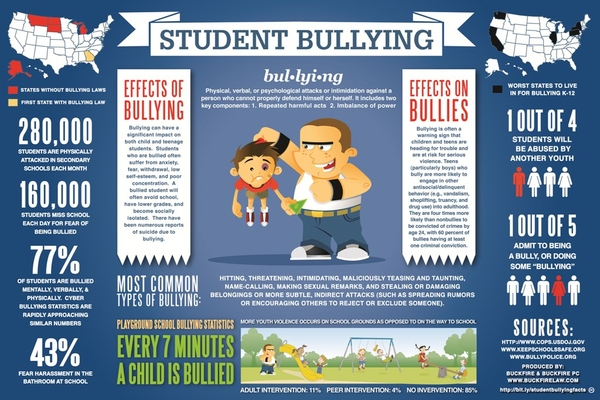 STUDENT BULLYING
STATES WITHOUT BULLYING LAWS
FIRST STATE WITH BULLYING LAW
280,000
STUDENTS ARE PHYSICALLY
ATTACKED IN SECONDARY
SCHOOLS EACH MONTH
160,000
STUDENTS MISS SCHOOL
EACH DAY FOR FEAR OF
BEING BULLIED
77%
OF STUDENTS ARE BULLIED
MENTALLY, VERBALLY, &
PHYSICALLY. CYBER
BULLYING STATISTICS ARE
RAPIDLY APPROACHING
SIMILAR NUMBERS
43%
FEAR HARASSMENT IN THE
BATHROOM AT SCHOOL
EFFECTS OF
BULLYING
Bullying can have a
significant impact on
both child and teenage
students. Students
who are bullied often
suffer from anxiety,
fear, withdrawal, low
self-esteem, and poor
concentration. A
bullied student will
often avoid school,
have lower grades, and
become socially
isolated. There have
been numerous reports
of suicide due to
bullying.
bul•lyi•ng
Physical, verbal, or psychological attacks or intimidation against a
person who cannot properly defend himself or herself. It includes two
key components: 1. Repeated harmful acts 2. Imbalance of power
EFFECTS ON
BULLIES
Bullying is often a
warning sign that
children and teens are
heading for trouble and
are at risk for serious
violence. Teens
(particularly boys) who
bully are more likely to
engage in other
antisocial/delinquent
behavior (e.g., vandalism,
shoplifting, truancy, and
drug use) into adulthood.
They are four times more
likely than nonbullies to
be convicted of crimes by
age 24, with 60 percent of
bullies having at least
one criminal conviction.
WORST STATES TO
LIVE IN FOR BULLYING K-12
1 OUT OF 4
STUDENTS WILL
BE ABUSED BY
ANOTHER YOUTH
1 OUT OF 5
ADMIT TO BEING
A BULLY, OR DOING
SOME "BULLYING"
SOURCES:
HTTP://WWW.COPS.USDOJ.GOV
WWW.KEEPSCHOOLSSAFE.ORG
WWW.BULLYPOLICE.ORG
PRODUCED BY:
BUCKFIRE & BUCKFIRE PC
WWW.BUCKFIRELAW.COM
http://bit.ly/studentbullyingfacts
MOST COMMON
TYPES OF BULLYING:
HITTING, THREATENING, INTIMIDATING, MALICIOUSLY TEASING AND TAUNTING,
NAME-CALLING, MAKING SEXUAL REMARKS, AND STEALING OR DAMAGING
BELONGINGS OR MORE SUBTLE, INDIRECT ATTACKS (SUCH AS SPREADING RUMORS
OR ENCOURAGING OTHERS TO REJECT OR EXCLUDE SOMEONE).
PLAYGROUND SCHOOL BULLYING STATISTICS
EVERY 7 MINUTES
A CHILD IS BULLIED
MORE YOUTH VIOLENCE OCCURS ON SCHOOL GROUNDS AS OPPOSED TO ON THE WAY TO SCHOOL
ADULT INTERVENTION: 11% PEER INTERVENTION: 4% NO INVERVENTION: 85%